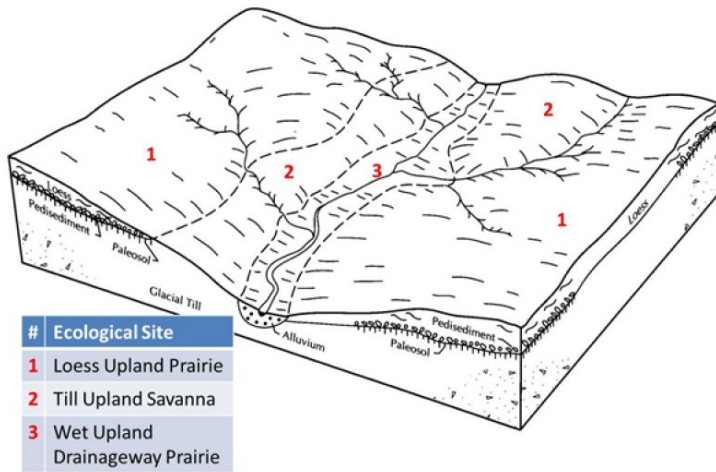 2
1
2
3
1
Loess
Pedisediment
Paleosol
Loess
Glacial Till
Alluvium
Pedisediment
Paleosol
# Ecological Site
1 Loess Upland Prairie
2 Till Upland Savanna
3 Wet Upland
Drainageway Prairie